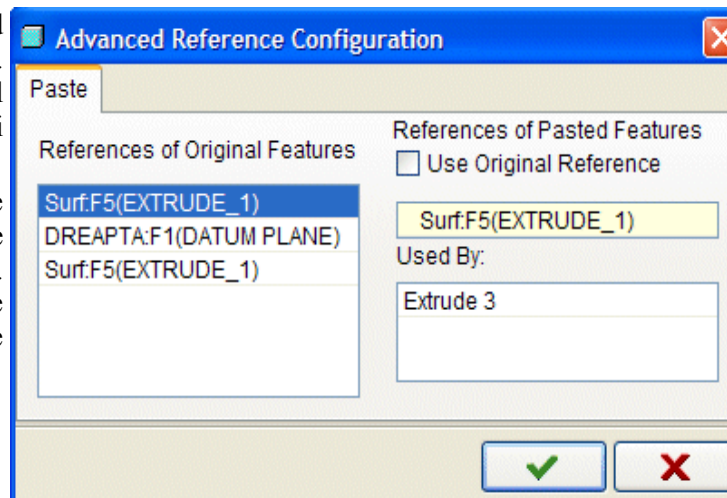 Advanced Reference Configuration
Paste
References of Original Features
Surf:F5(EXTRUDE_1)
DREAPTA:F1(DATUM PLANE)
Surf:F5(EXTRUDE_1)
References of Pasted Features
Use Original Reference
Surf:F5(EXTRUDE_1)
Used By:
Extrude 3